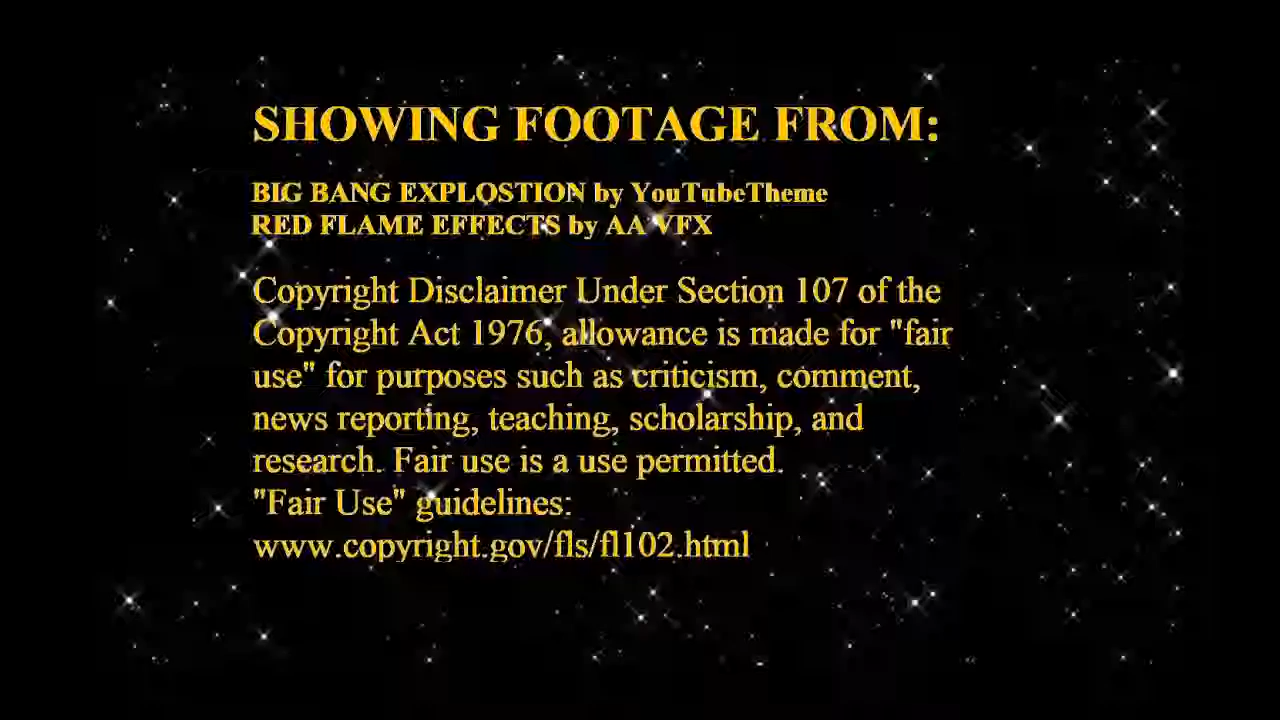 SHOWING FOOTAGE FROM:
BIG BANG EXPLOSTION by YouTubeTheme
RED FLAME EFFECTS by AA VFX
Copyright Disclaimer Under Section 107 of the
Copyright Act 1976, allowance is made for "fair
use" for purposes such as criticism, comment,
news reporting, teaching, scholarship, and
research. Fair use is a use permitted.
"Fair Use" guidelines:
www.copyright.gov/fls/fl102.html